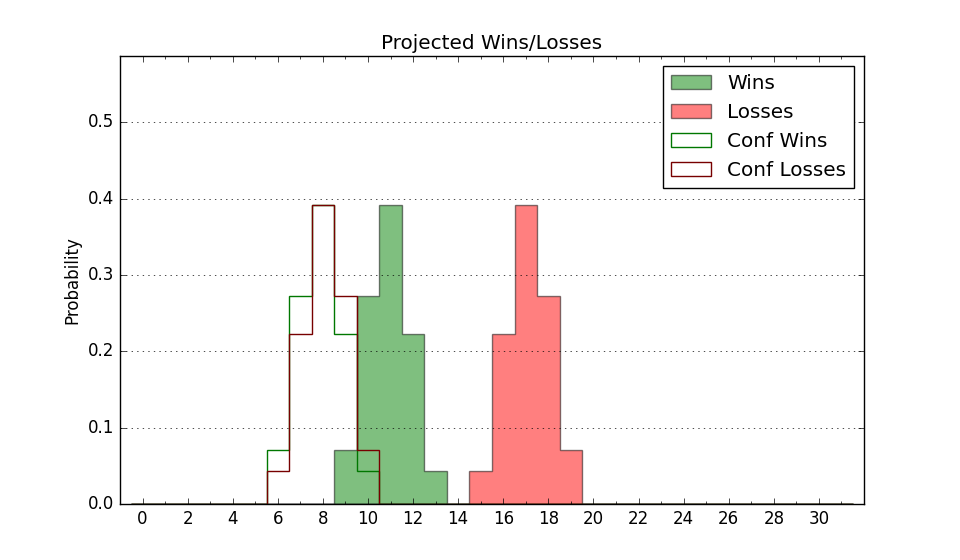 Projected Wins/Losses
Wins
Losses
Conf Wins
Conf Losses
Probability
0.5
0.4
0.3
0.2
0.1
0.0
0 2 4 6 8 10 12 14 16 18 20 22 24 26 28 30